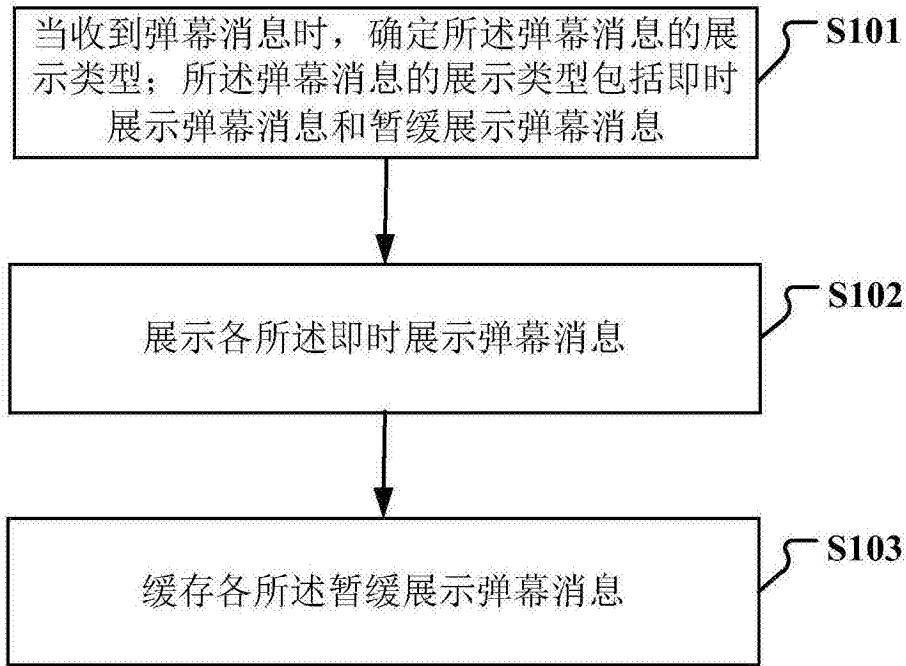 当收到弹幕消息时，确定所述弹幕消息的展
示类型；所述弹幕消息的展示类型包括即时
展示弹幕消息和暂缓展示弹幕消息
S101
展示各所述即时展示弹幕消息
S102
缓存各所述暂缓展示弹幕消息
S103